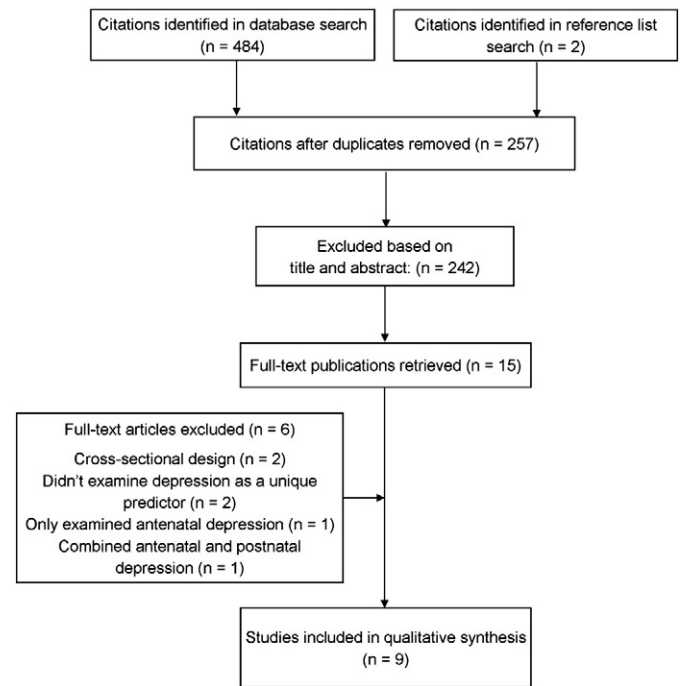 Citations identified in database search
(n = 484)
Citations identified in reference list
search (n = 2)
Citations after duplicates removed (n = 257)
Excluded based on
title and abstract: (n = 242)
Full-text publications retrieved (n = 15)
Full-text articles excluded (n = 6)
Cross-sectional design (n = 2)
Didn't examine depression as a unique
predictor (n = 2)
Only examined antenatal depression (n = 1)
Combined antenatal and postnatal
depression (n = 1)
Studies included in qualitative synthesis
(n = 9)